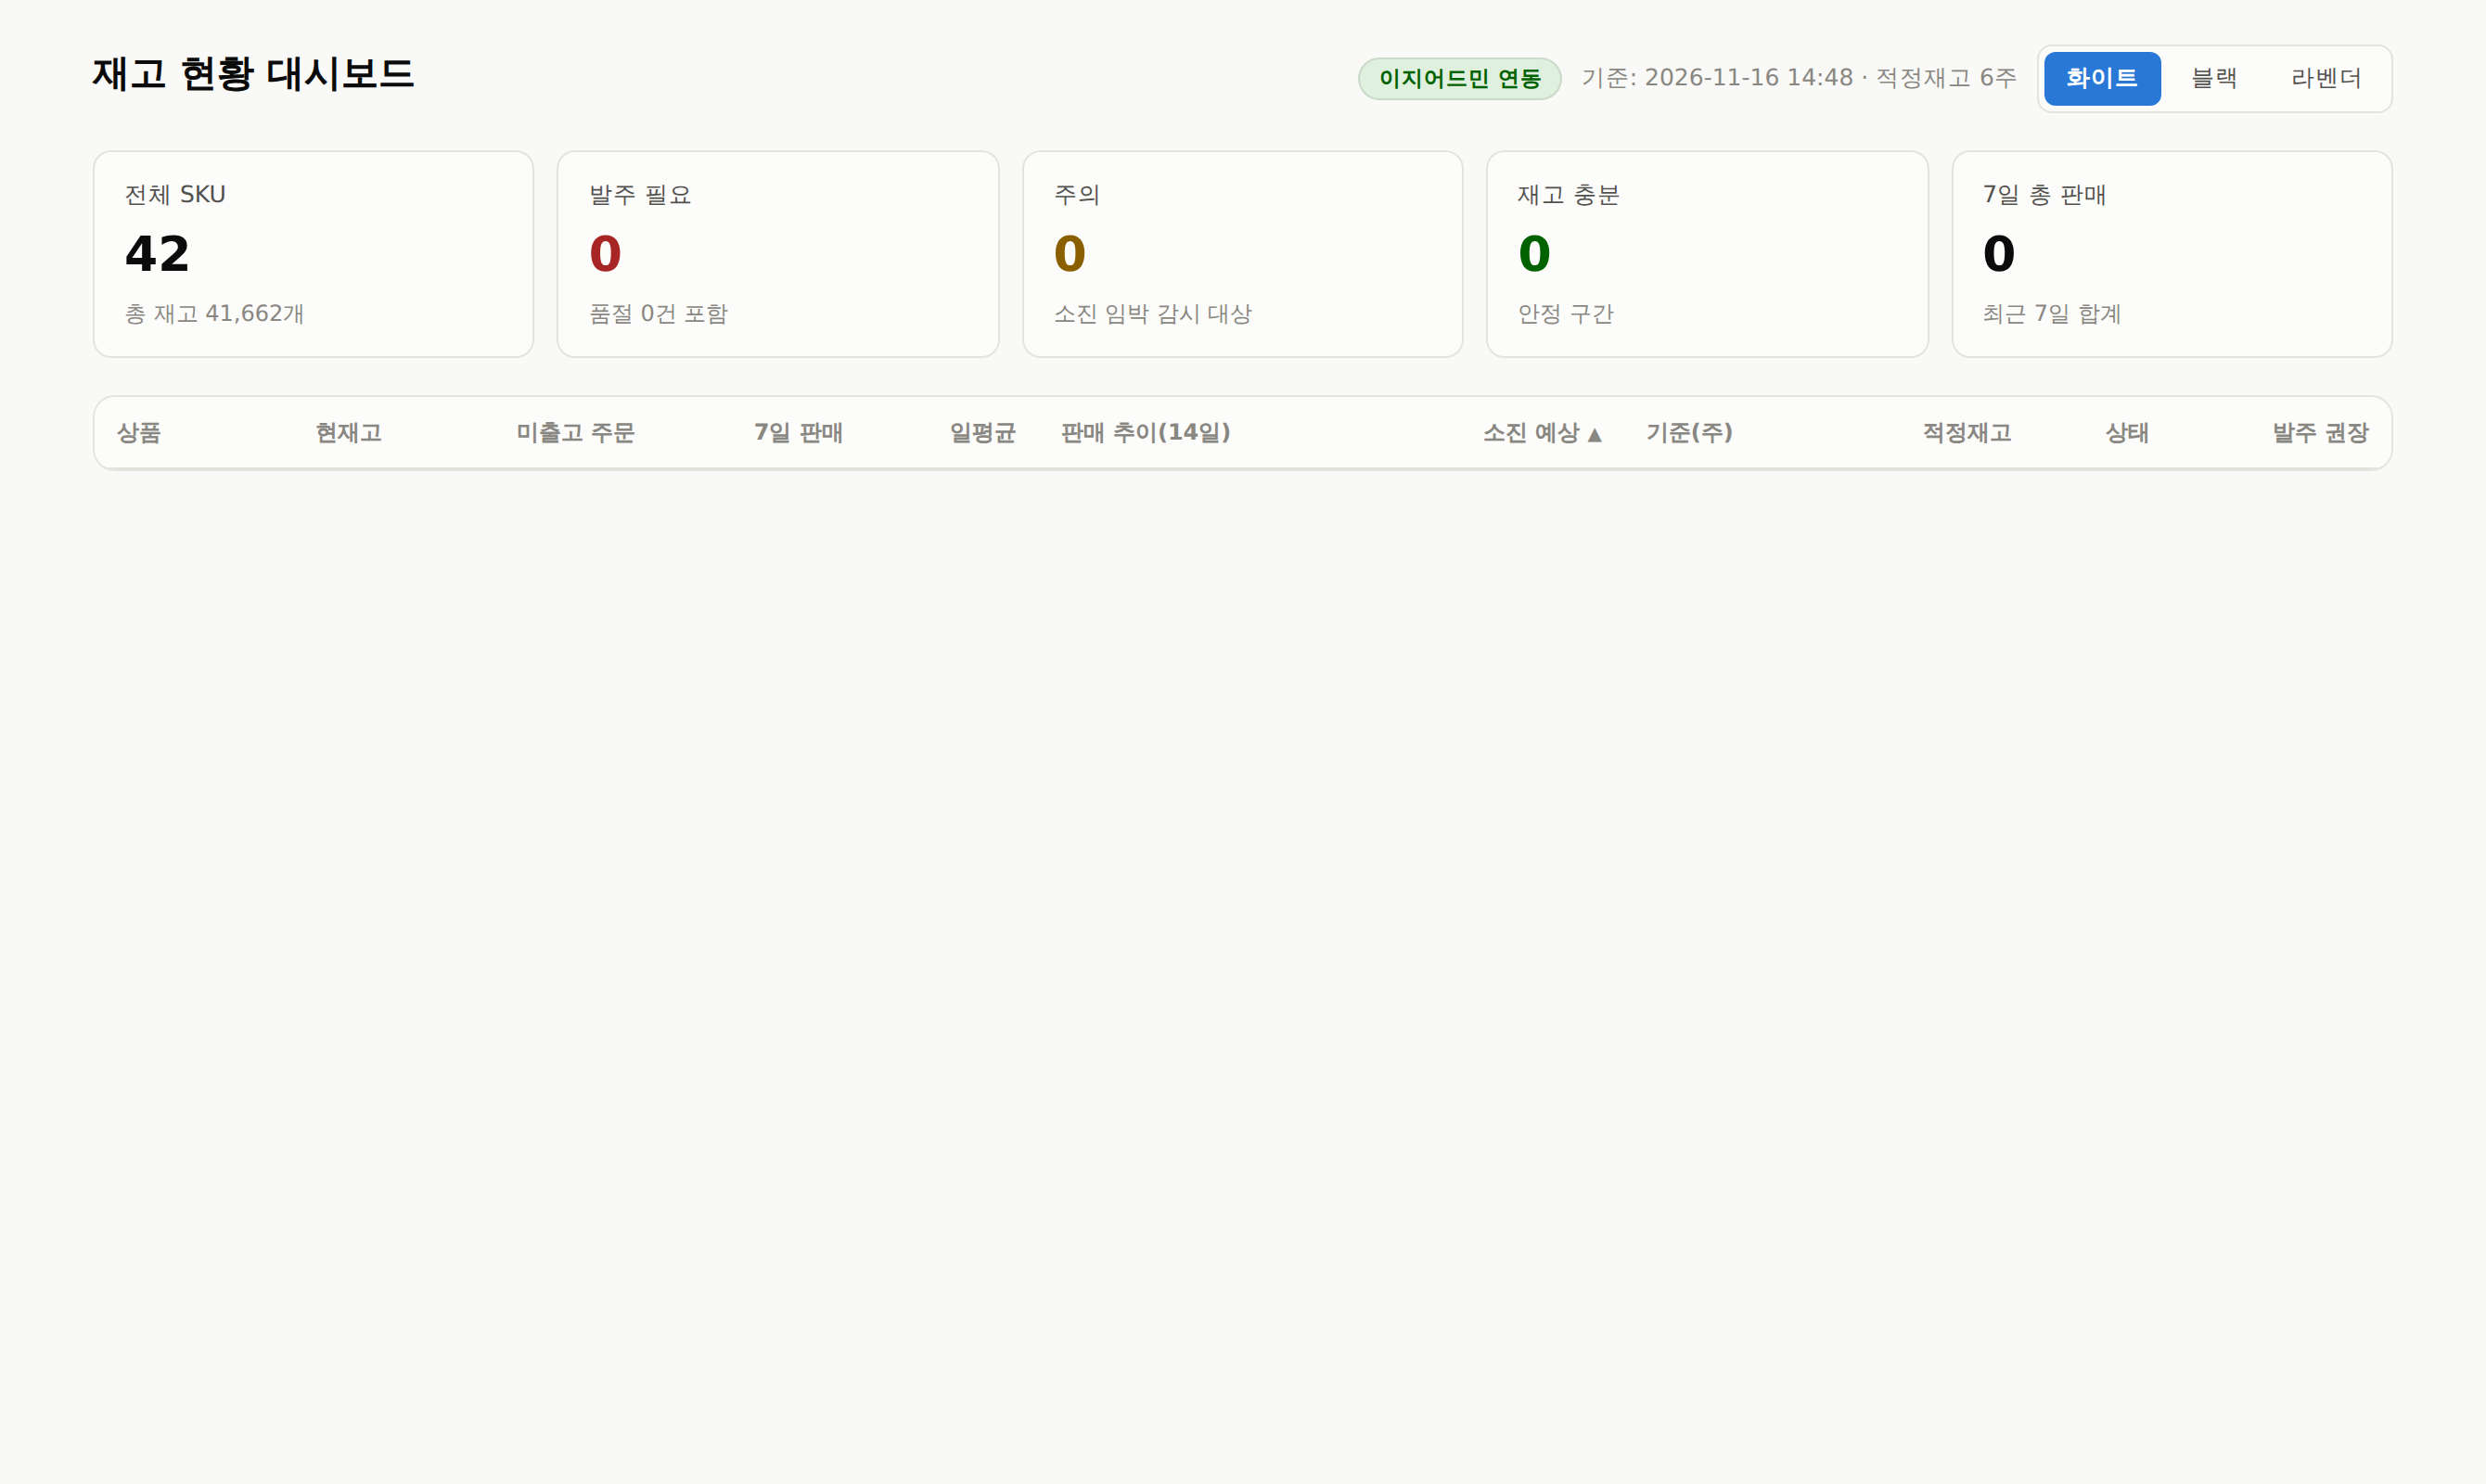 재고 현황 대시보드
이지어드민 연동 기준: 2026-11-16 14:48 · 적정재고 6주 화이트 블랙 라벤더
전체 SKU
42
총 재고 41,662개
발주 필요
0
품절 0건 포함
주의
0
소진 임박 감시 대상
재고 충분
0
안정 구간
7일 총 판매
0
최근 7일 합계
상품 현재고 미출고 주문 7일 판매 일평균 판매 추이(14일) 소진 예상 ▲ 기준(주) 적정재고 상태 발주 권장